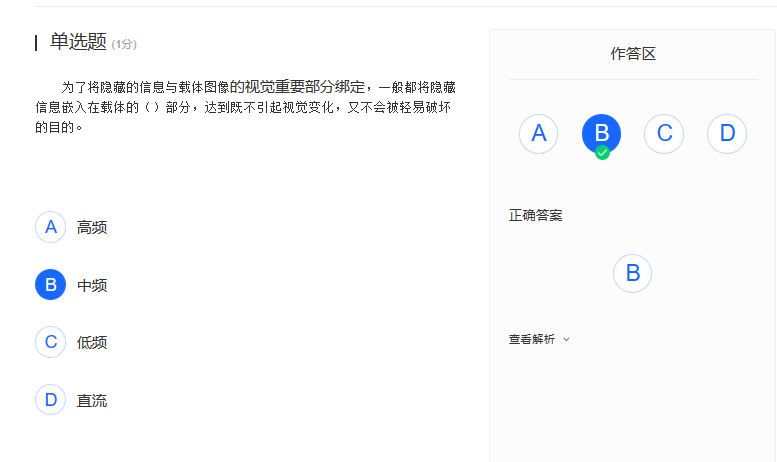 单选题 (1分)
为了将隐藏的信息与载体图像的视觉重要部分绑定，一般都将隐藏
信息嵌入在载体的（）部分，达到既不引起视觉变化，又不会被轻易破坏
的目的。
A 高频
B 中频
C 低频
D 直流
作答区
A B C D
正确答案
B
查看解析